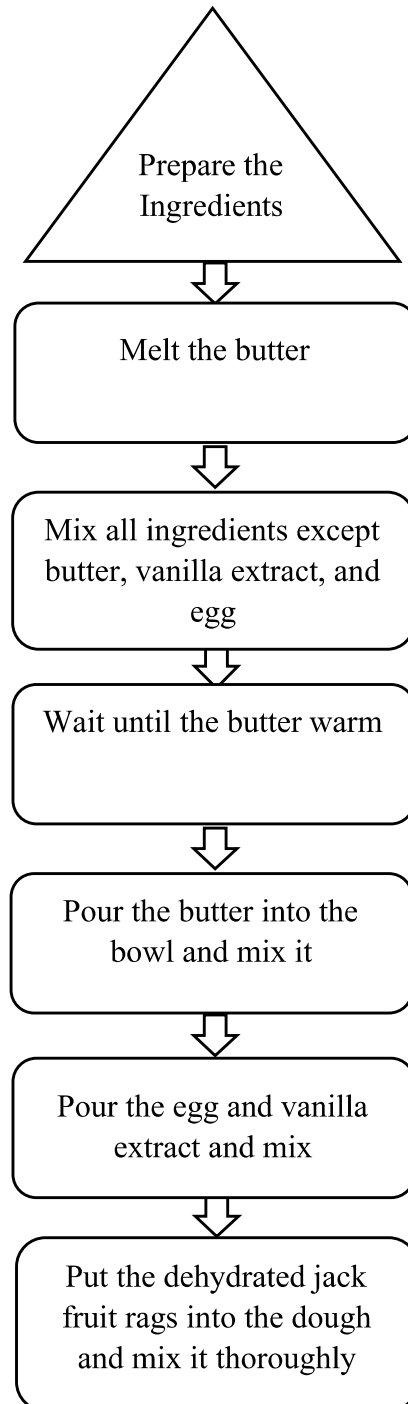 Prepare the
Ingredients
Melt the butter
Mix all ingredients except
butter, vanilla extract, and
egg
Wait until the butter warm
Pour the butter into the
bowl and mix it
Pour the egg and vanilla
extract and mix
Put the dehydrated jack
fruit rags into the dough
and mix it thoroughly